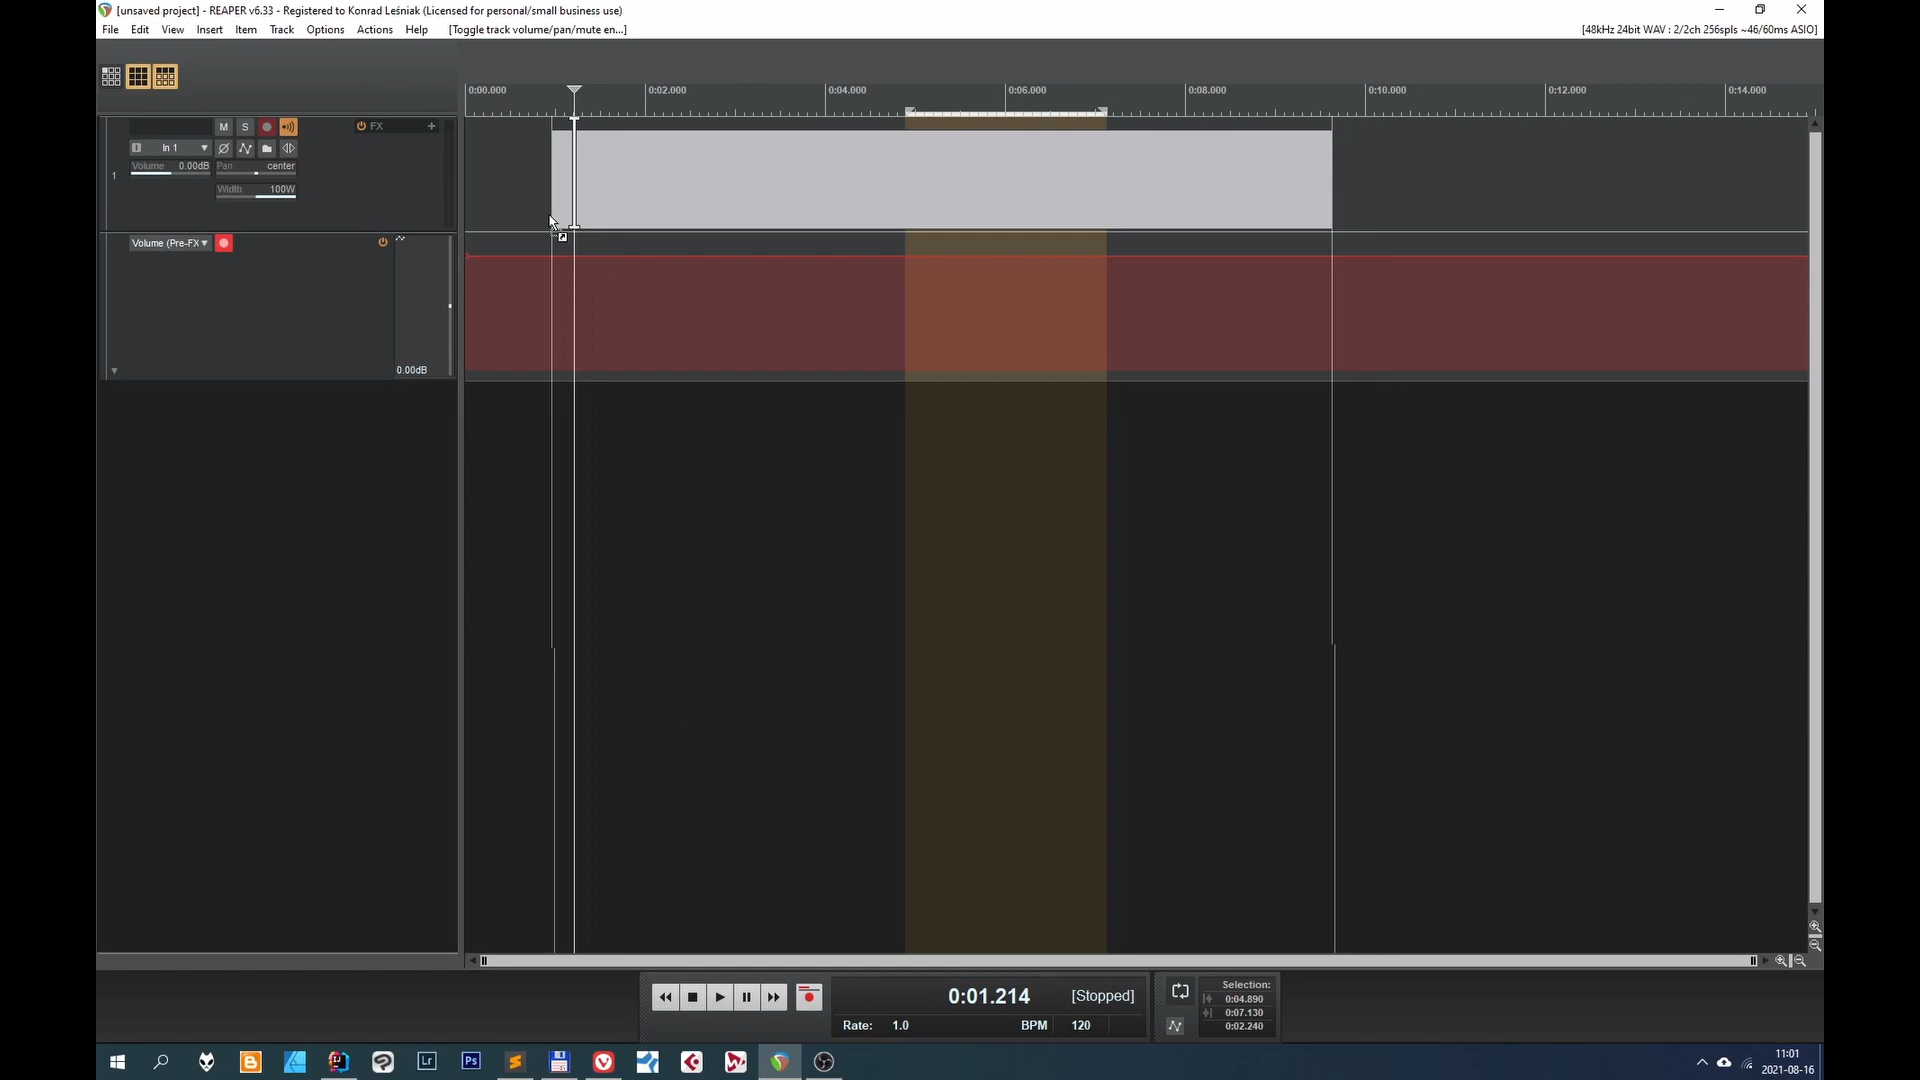 [unsaved project] - REAPER v6.33 - Registered to Konrad Leśniak (Licensed for personal/small business use)
File Edit View Insert Item Track Options Actions Help [Toggle track volume/pan/mute en...] [48kHz 24bit WAV : 2/2ch 256spls ~46/60ms ASIO]
0:00.000 0:02.000 0:04.000 0:06.000 0:08.000 0:10.000 0:12.000 0:14.000
M S FX
In 1
Volume 0.00dB Pan center
1
Width 100W
Volume (Pre-FX
0.00dB
0:01.214 [Stopped]
Rate: 1.0 BPM 120
Selection:
0:04.890
0:07.130
0:02.240
Lr Ps
11:01
2021-08-16